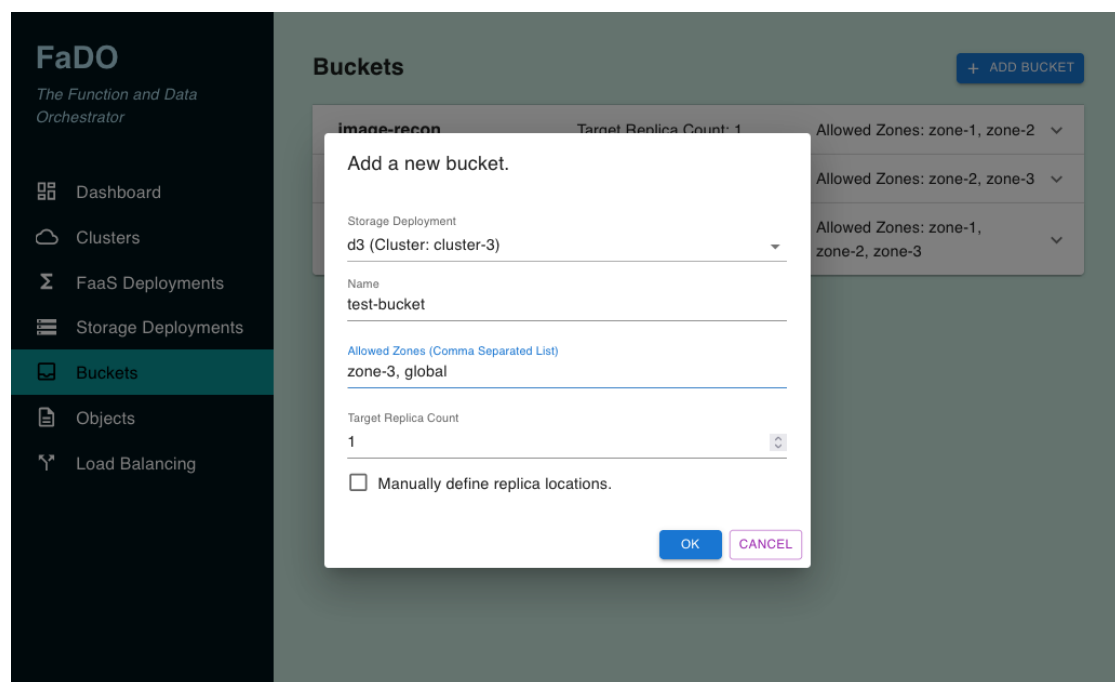 FaDO
The Function and Data
Orchestrator
Dashboard
Clusters
FaaS Deployments
Storage Deployments
Buckets
Objects
Load Balancing
Buckets
+ ADD BUCKET
image-recon Target Replica Count: 1 Allowed Zones: zone-1, zone-2
Allowed Zones: zone-2, zone-3
Allowed Zones: zone-1,
zone-2, zone-3
Add a new bucket.
Storage Deployment
d3 (Cluster: cluster-3)
Name
test-bucket
Allowed Zones (Comma Separated List)
zone-3, global
Target Replica Count
1
Manually define replica locations.
OK CANCEL